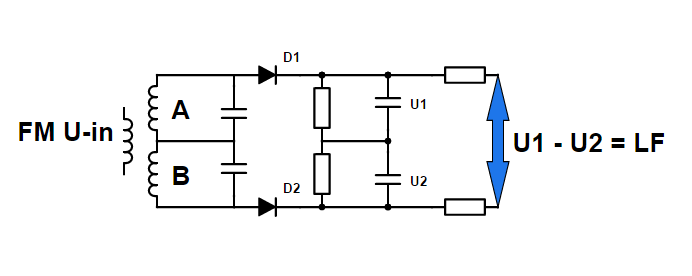 D1
A
U1
FM U-in
U1 - U2 = LF
B
D2
U2